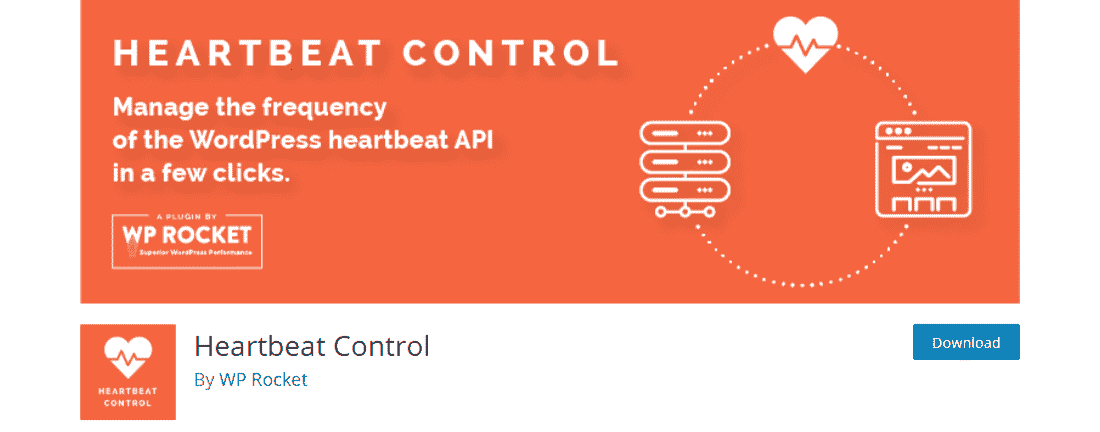 HEARTBEAT CONTROL
Manage the frequency
of the WordPress heartbeat API
in a few clicks.
A PLUGIN BY
WP ROCKET
Superior WordPress Performance
HEARTBEAT
CONTROL
Heartbeat Control
By WP Rocket
Download